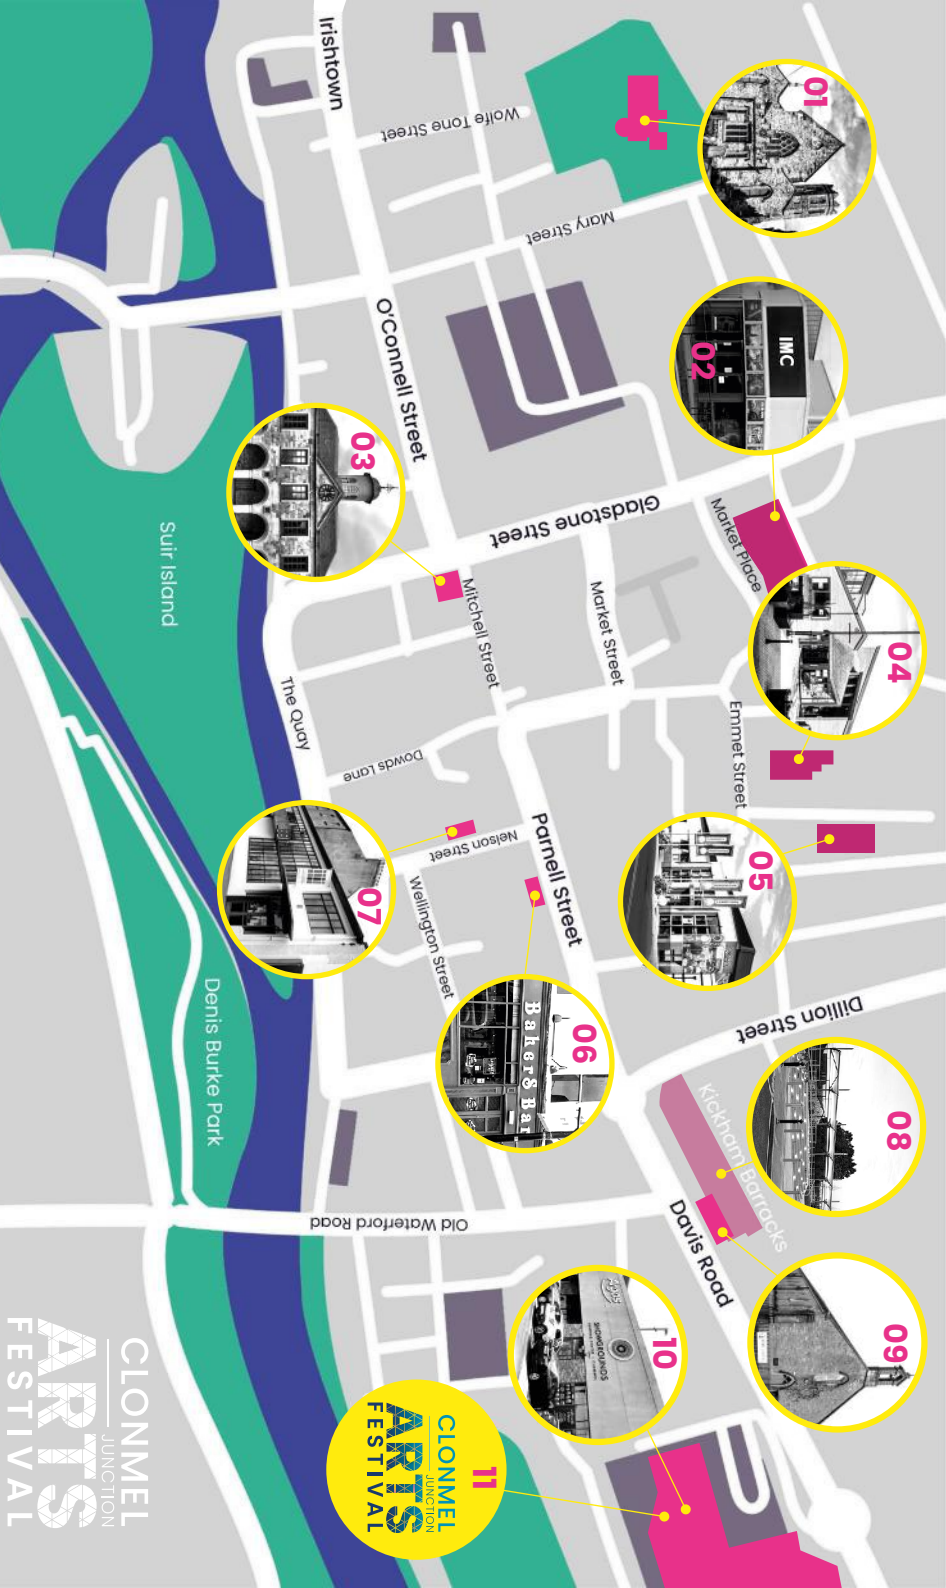 Irishtown
Wolfe Tone Street
01
Mary Street
O'Connell Street
IMC
02
03
Gladstone Street
Market Place
Suir Island
Mitchell Street
Market Street
04
The Quay
Emmet Street
Dowds Lane
Parnell Street
Nelson Street
05
07
Wellington Street
Denis Burke Park
Baker & Bar
06
Dillion Street
08
Kickham Barracks
Old Waterford Road
Davis Road
09
SHOWGROUNDS
10
CLONMEL
JUNCTION
ARTS
FESTIVAL
11
CLONMEL
JUNCTION
ARTS
FESTIVAL